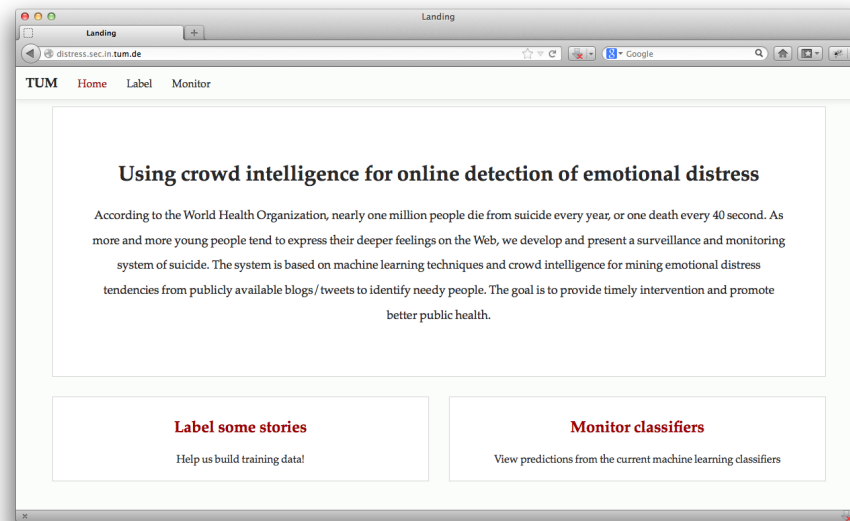 Landing
Landing
distress.sec.in.tum.de
Google
TUM Home Label Monitor
Using crowd intelligence for online detection of emotional distress
According to the World Health Organization, nearly one million people die from suicide every year, or one death every 40 second. As
more and more young people tend to express their deeper feelings on the Web, we develop and present a surveillance and monitoring
system of suicide. The system is based on machine learning techniques and crowd intelligence for mining emotional distress
tendencies from publicly available blogs/tweets to identify needy people. The goal is to provide timely intervention and promote
better public health.
Label some stories
Help us build training data!
Monitor classifiers
View predictions from the current machine learning classifiers